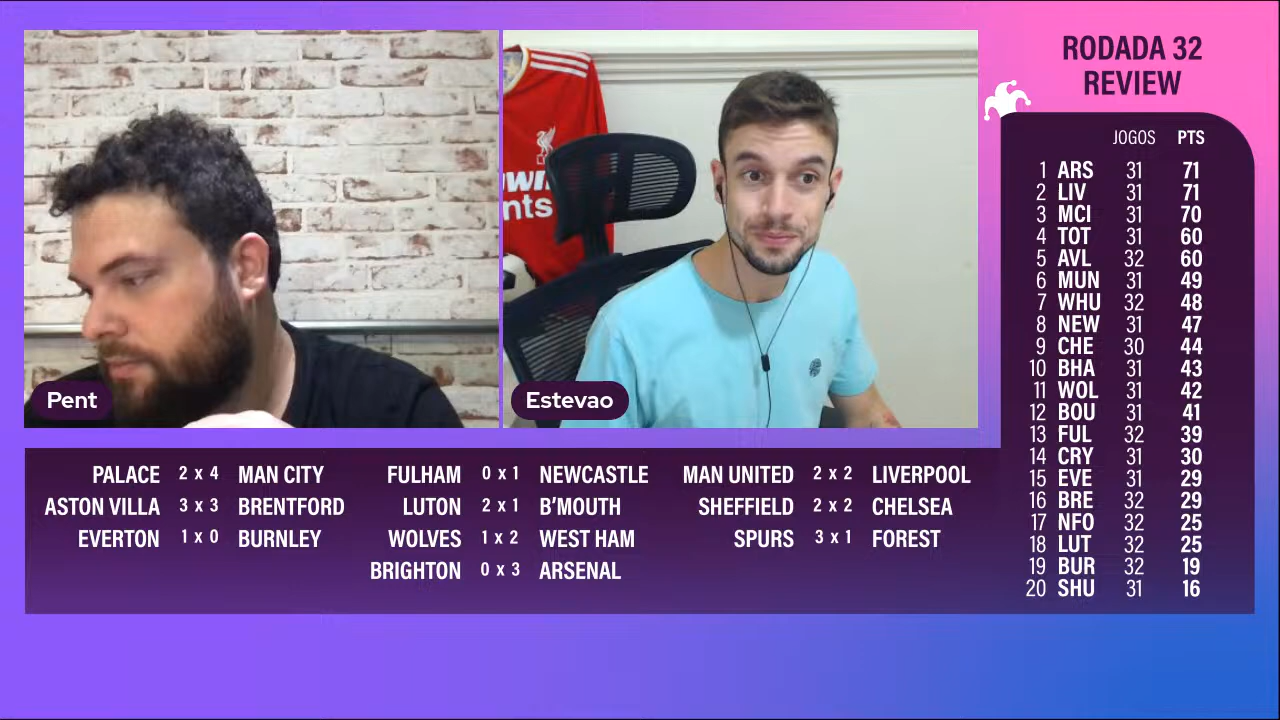 RODADA 32
REVIEW
JOGOS PTS
1 ARS 31 71
2 LIV 31 71
3 MCI 31 70
4 TOT 31 60
5 AVL 32 60
6 MUN 31 49
7 WHU 32 48
8 NEW 31 47
9 CHE 30 44
10 BHA 31 43
11 WOL 31 42
12 BOU 31 41
13 FUL 32 39
14 CRY 31 30
15 EVE 31 29
16 BRE 32 29
17 NFO 32 25
18 LUT 32 25
19 BUR 32 19
20 SHU 31 16
Pent
Estevao
PALACE 2 x 4 MAN CITY
ASTON VILLA 3 x 3 BRENTFORD
EVERTON 1 x 0 BURNLEY
FULHAM 0 x 1 NEWCASTLE
LUTON 2 x 1 B'MOUTH
WOLVES 1 x 2 WEST HAM
BRIGHTON 0 x 3 ARSENAL
MAN UNITED 2 x 2 LIVERPOOL
SHEFFIELD 2 x 2 CHELSEA
SPURS 3 x 1 FOREST